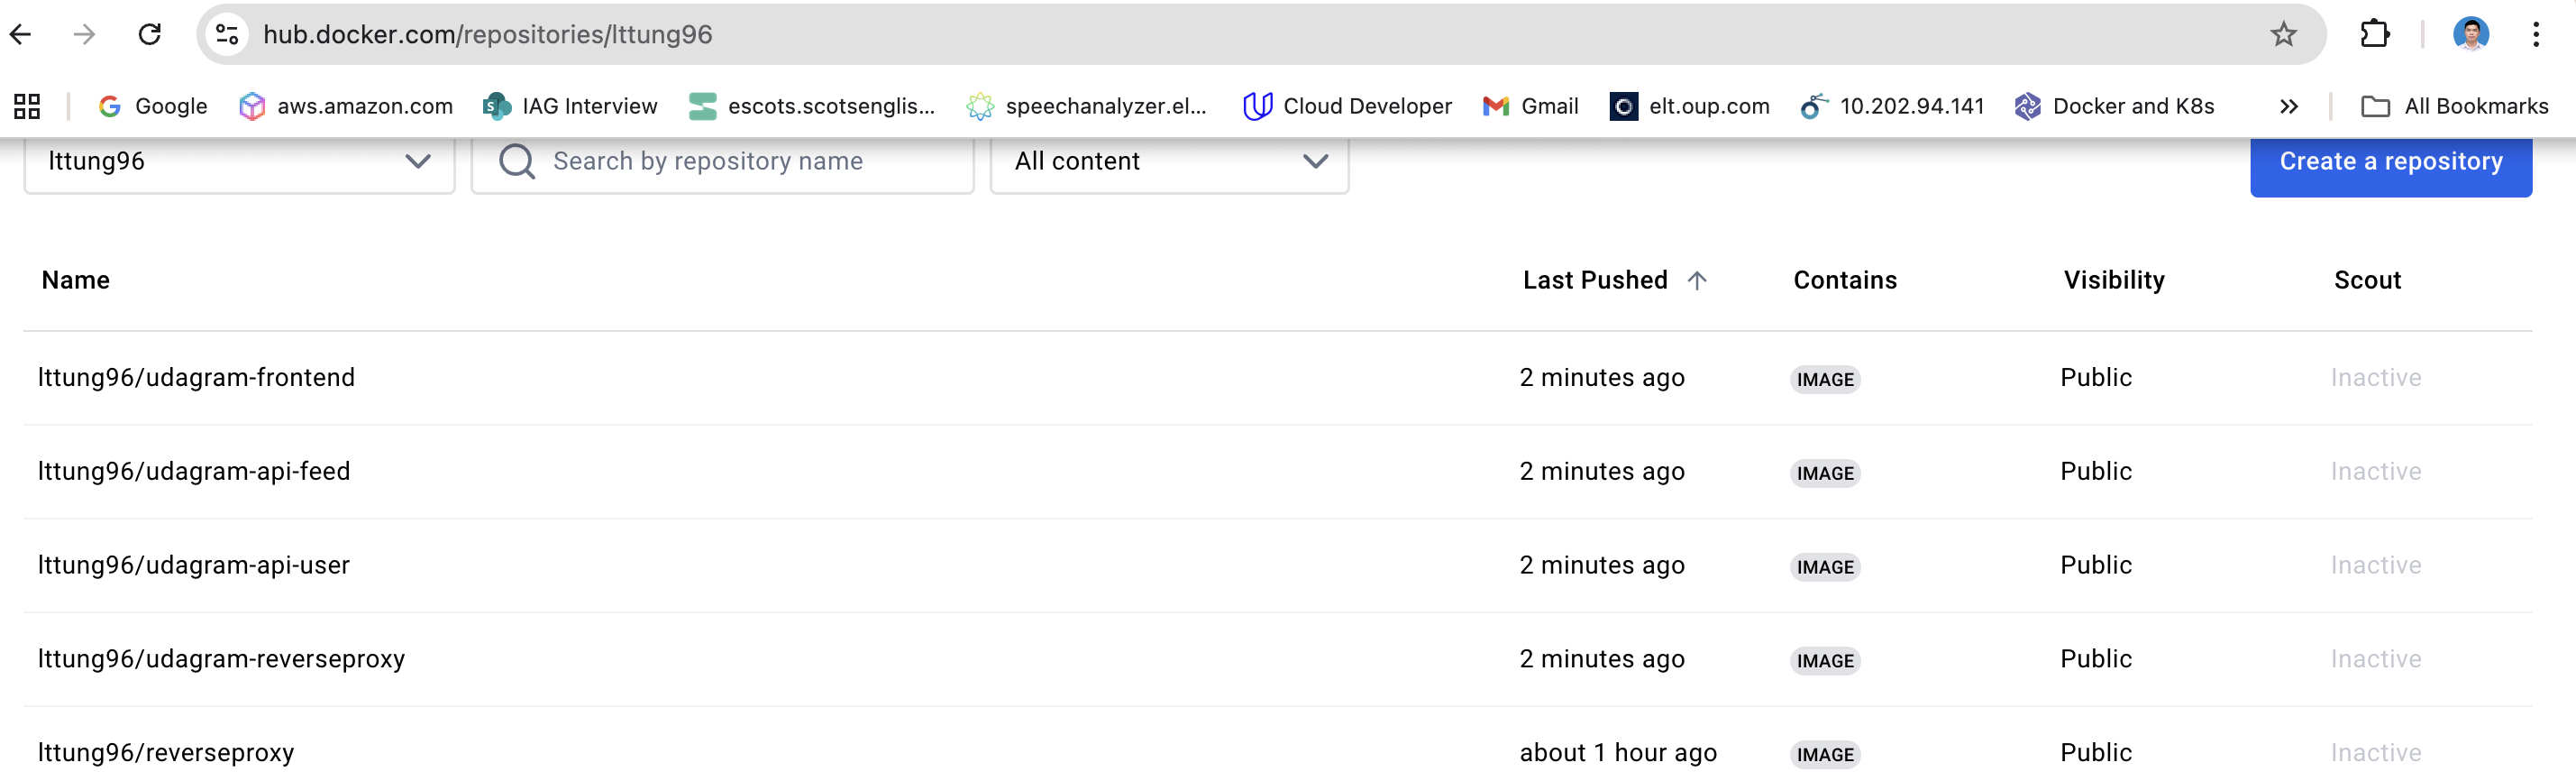 hub.docker.com/repositories/lttung96
Google aws.amazon.com IAG Interview escots.scotsenglis... speechanalyzer.el... Cloud Developer Gmail elt.oup.com 10.202.94.141 Docker and K8s » All Bookmarks
lttung96 Search by repository name All content Create a repository
Name Last Pushed Contains Visibility Scout
lttung96/udagram-frontend 2 minutes ago IMAGE Public Inactive
lttung96/udagram-api-feed 2 minutes ago IMAGE Public Inactive
lttung96/udagram-api-user 2 minutes ago IMAGE Public Inactive
lttung96/udagram-reverseproxy 2 minutes ago IMAGE Public Inactive
lttung96/reverseproxy about 1 hour ago IMAGE Public Inactive